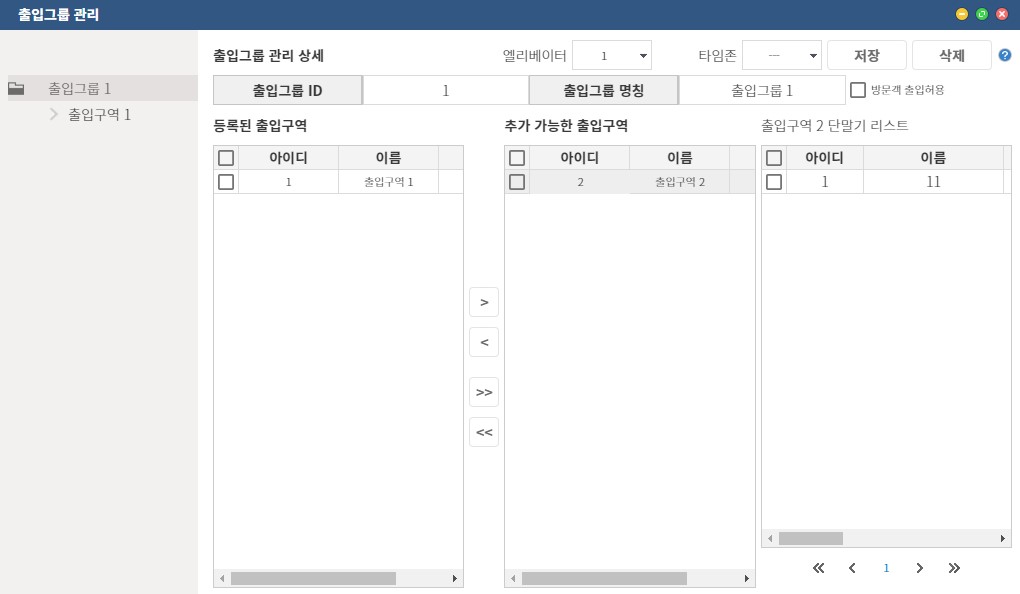 출입그룹 관리
출입그룹 1
출입구역 1
출입그룹 관리 상세 엘리베이터 1 타임존 --- 저장 삭제 ?
출입그룹 ID 1 출입그룹 명칭 출입그룹 1 방문객 출입허용
등록된 출입구역
아이디 이름
1 출입구역 1
>
<
>>
<<
추가 가능한 출입구역
아이디 이름
2 출입구역 2
출입구역 2 단말기 리스트
아이디 이름
1 11
1